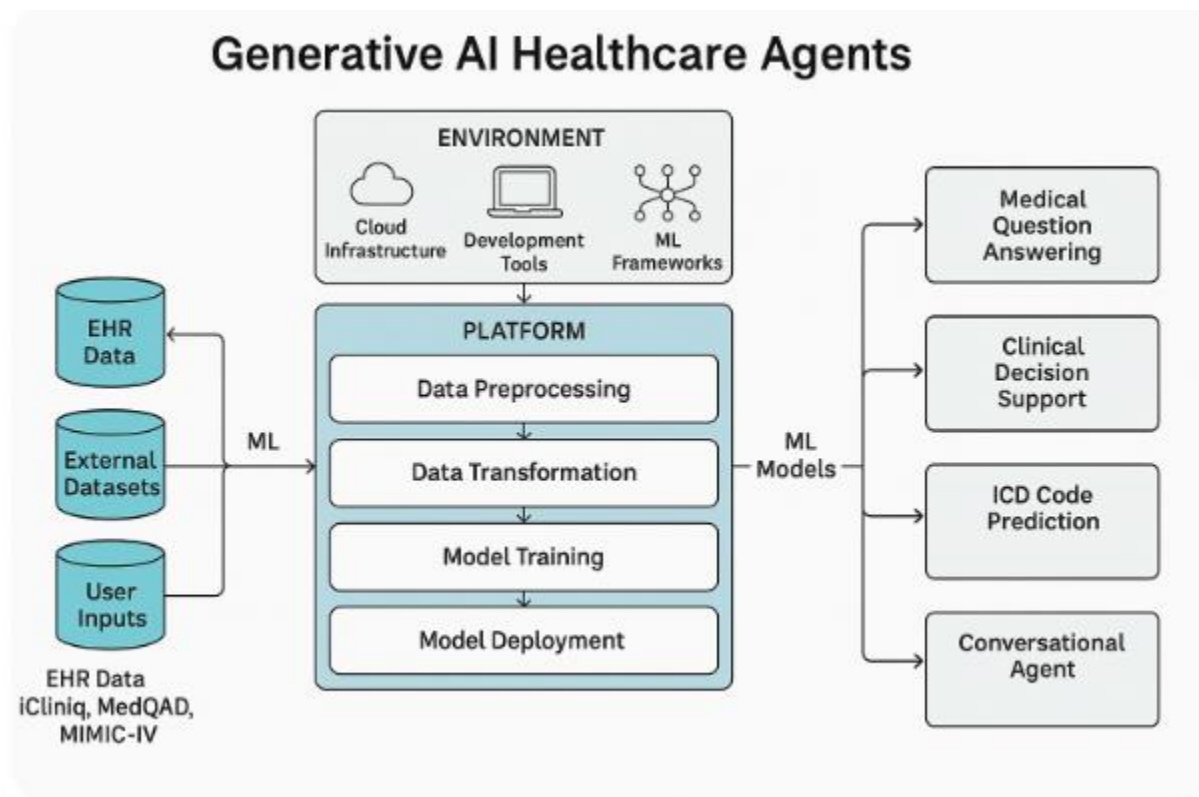 Generative AI Healthcare Agents
ENVIRONMENT
Cloud
Infrastructure
Development
Tools
ML
Frameworks
EHR
Data
External
Datasets
User
Inputs
EHR Data
iCliniq, MedQAD,
MIMIC-IV
ML
PLATFORM
Data Preprocessing
Data Transformation
Model Training
Model Deployment
ML
Models
Medical
Question
Answering
Clinical
Decision
Support
ICD Code
Prediction
Conversational
Agent